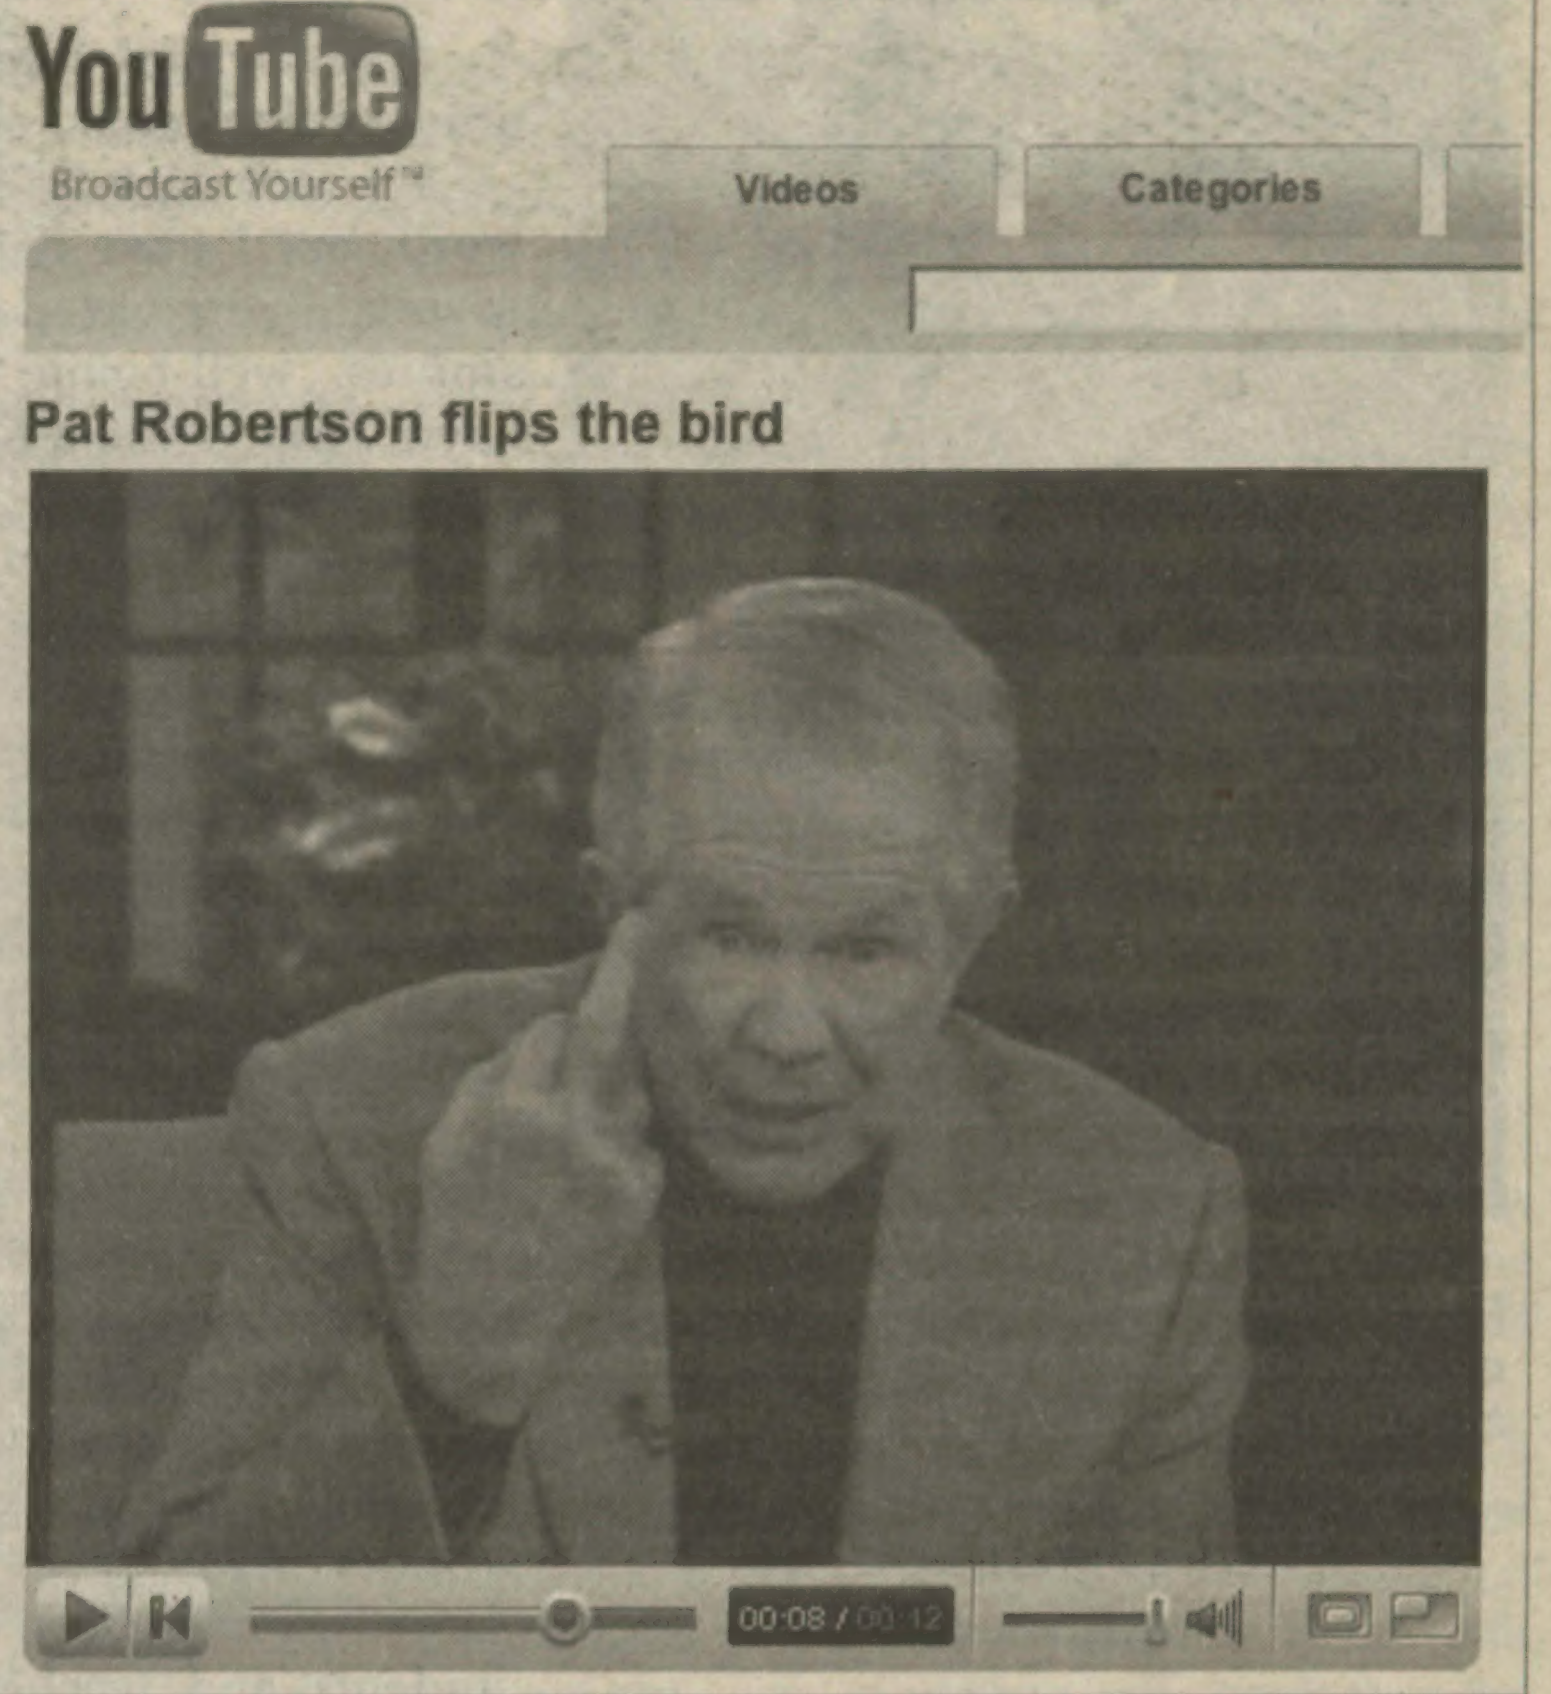 YouTube
Broadcast Yourself™
Videos
Categories
Pat Robertson flips the bird
00:08 / 00:12